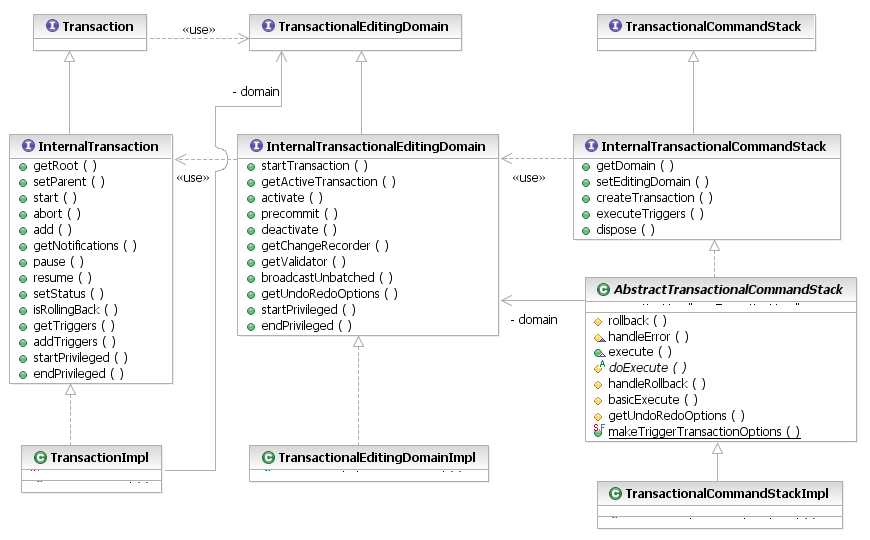 Transaction
«use»
TransactionalEditingDomain
TransactionalCommandStack
- domain
InternalTransaction
getRoot ( )
setParent ( )
start ( )
abort ( )
add ( )
getNotifications ( )
pause ( )
resume ( )
setStatus ( )
isRollingBack ( )
getTriggers ( )
addTriggers ( )
startPrivileged ( )
endPrivileged ( )
«use»
InternalTransactionalEditingDomain
startTransaction ( )
getActiveTransaction ( )
activate ( )
precommit ( )
deactivate ( )
getChangeRecorder ( )
getValidator ( )
broadcastUnbatched ( )
getUndoRedoOptions ( )
startPrivileged ( )
endPrivileged ( )
«use»
InternalTransactionalCommandStack
getDomain ( )
setEditingDomain ( )
createTransaction ( )
executeTriggers ( )
dispose ( )
- domain
AbstractTransactionalCommandStack
rollback ( )
handleError ( )
execute ( )
doExecute ( )
handleRollback ( )
basicExecute ( )
getUndoRedoOptions ( )
makeTriggerTransactionOptions ( )
TransactionImpl
TransactionalEditingDomainImpl
TransactionalCommandStackImpl